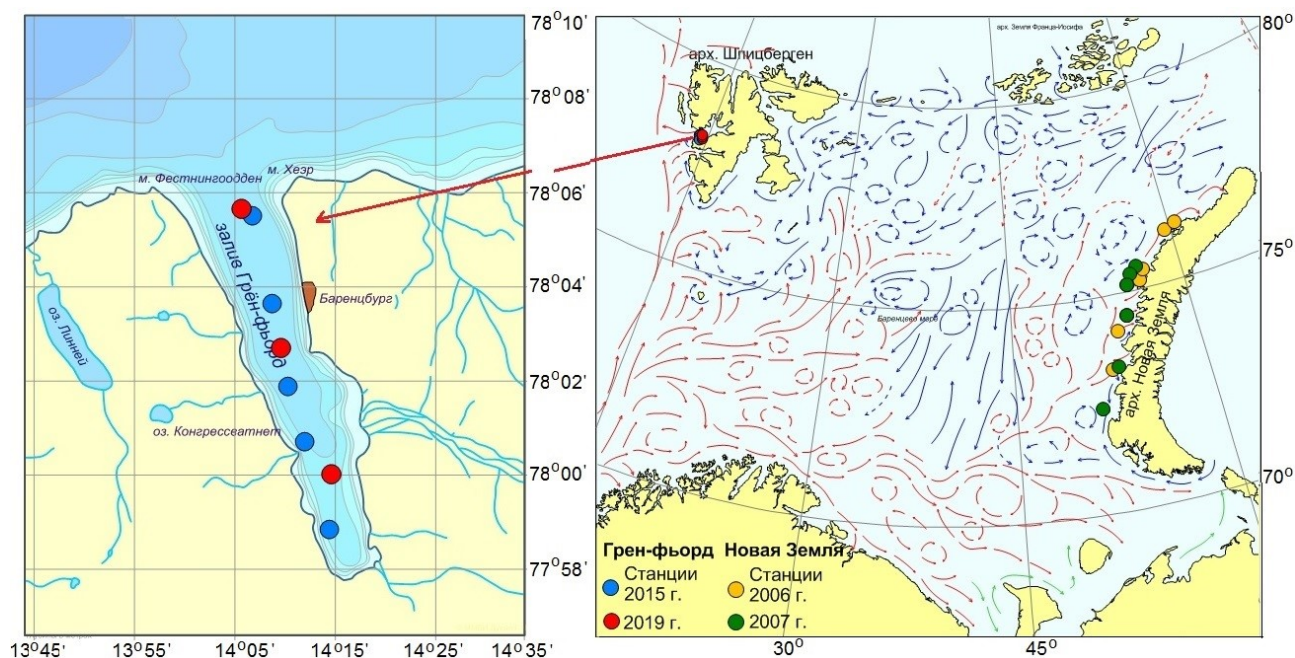 78°10'
78°08'
78°06'
78°04'
78°02'
78°00'
77°58'
13°45'
13°55'
14°05'
14°15'
14°25'
14°35'
м. Фестнингоодден
м. Хеэр
залив Грён-фьорд
Баренцбург
оз. Линней
оз. Конгрессватнет
арх. Шпицберген
арх. Земля Франца-Иосифа
80°
75°
70°
Баренцево море
арх. Новая Земля
Грен-фьорд
Новая Земля
Станции
2015 г.
2019 г.
Станции
2006 г.
2007 г.
30°
45°